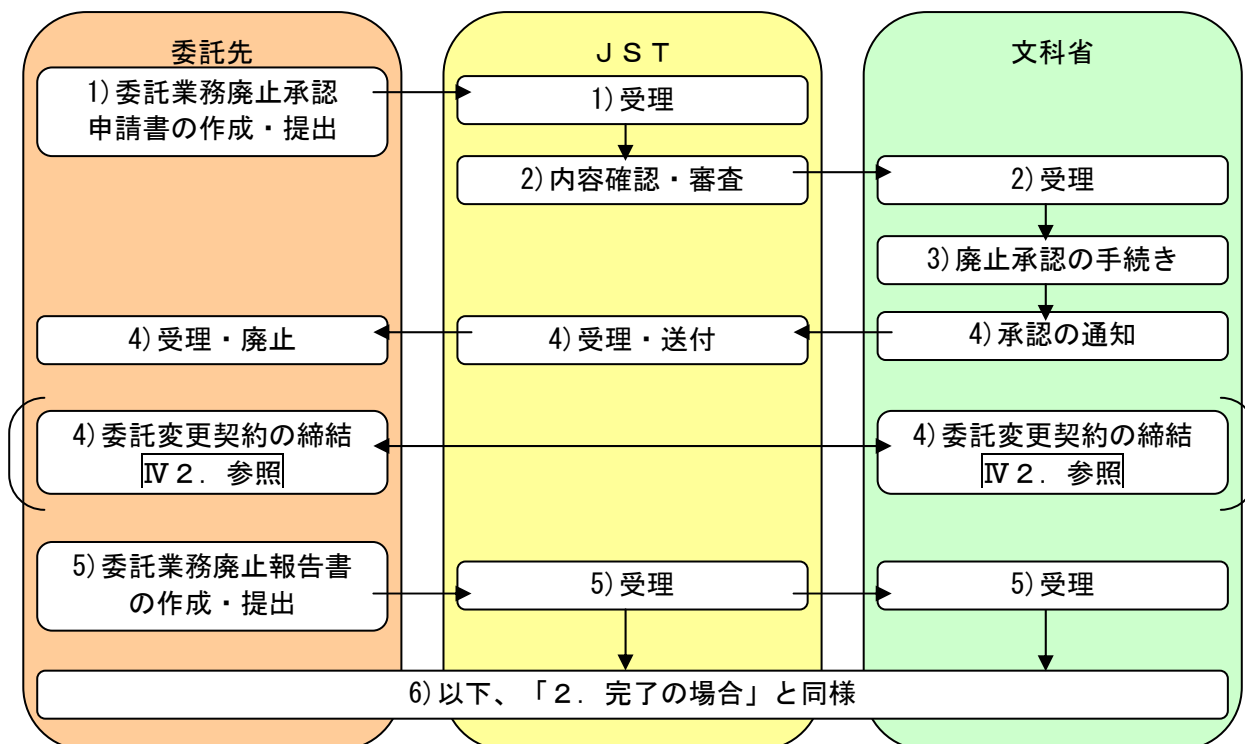 委託先
JST
文科省
1)委託業務廃止承認
申請書の作成・提出
1)受理
2)内容確認・審査
2)受理
3)廃止承認の手続き
4)受理・廃止
4)受理・送付
4)承認の通知
4)委託変更契約の締結
Ⅳ2.参照
4)委託変更契約の締結
Ⅳ2.参照
5)委託業務廃止報告書
の作成・提出
5)受理
5)受理
6)以下、「2.完了の場合」と同様